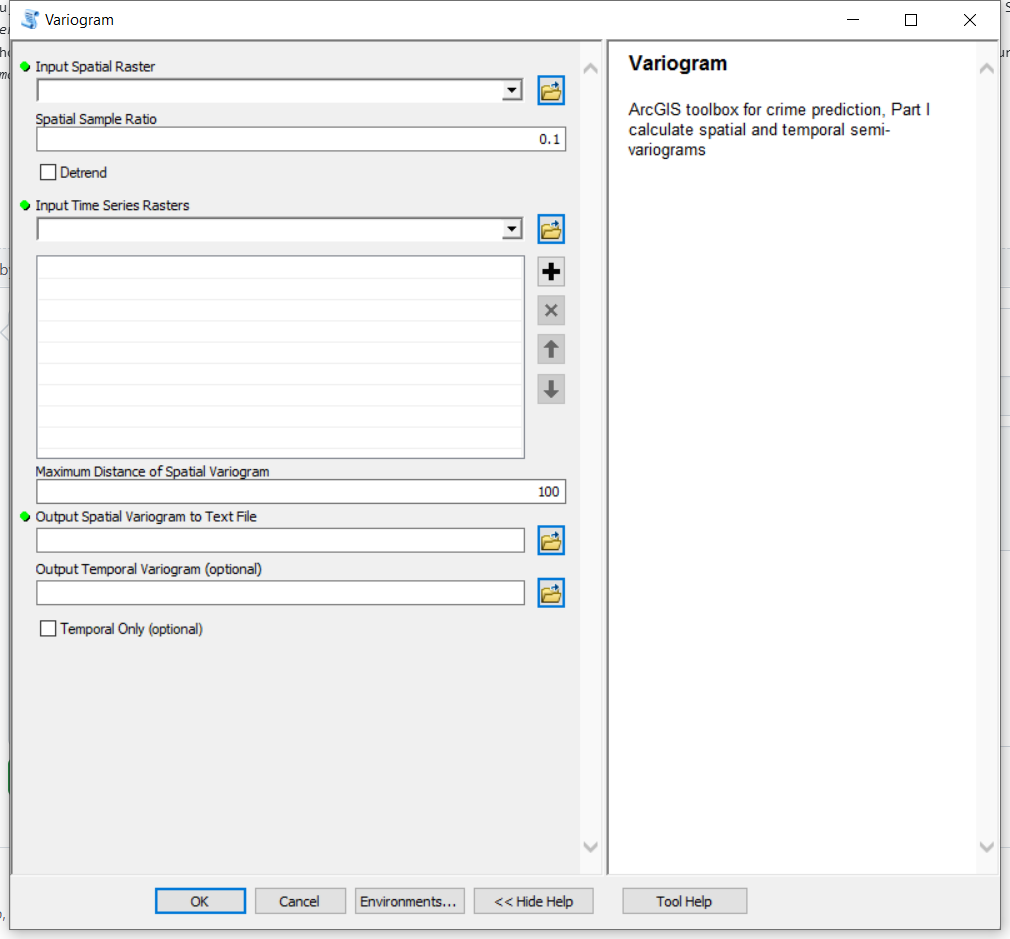 Variogram
Input Spatial Raster
Spatial Sample Ratio
0.1
Detrend
Input Time Series Rasters
Maximum Distance of Spatial Variogram
100
Output Spatial Variogram to Text File
Output Temporal Variogram (optional)
Temporal Only (optional)
Variogram
ArcGIS toolbox for crime prediction, Part I
calculate spatial and temporal semi-
variograms
OK
Cancel
Environments...
<< Hide Help
Tool Help